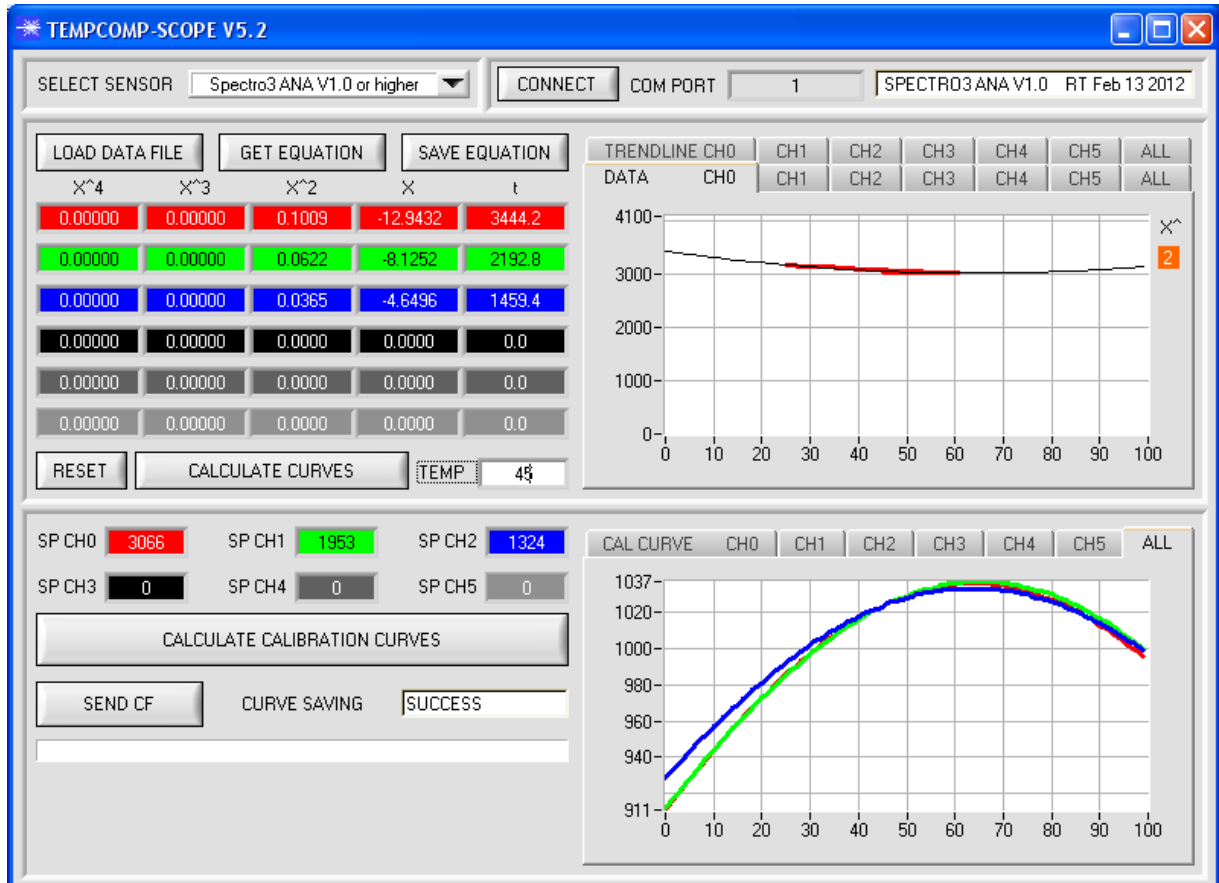 TEMPCOMP-SCOPE V5.2
SELECT SENSOR Spectro3 ANA V1.0 or higher CONNECT COM PORT 1 SPECTRO3 ANA V1.0 RT Feb 13 2012
LOAD DATA FILE GET EQUATION SAVE EQUATION
X^4 X^3 X^2 X t
0.00000 0.00000 0.1009 -12.9432 3444.2
0.00000 0.00000 0.0622 -8.1252 2192.8
0.00000 0.00000 0.0365 -4.6496 1459.4
0.00000 0.00000 0.0000 0.0000 0.0
0.00000 0.00000 0.0000 0.0000 0.0
0.00000 0.00000 0.0000 0.0000 0.0
RESET CALCULATE CURVES TEMP 45
TRENDLINE CH0 CH1 CH2 CH3 CH4 CH5 ALL
DATA CH0 CH1 CH2 CH3 CH4 CH5 ALL
4100
X^
2
3000
2000
1000
0
0 10 20 30 40 50 60 70 80 90 100
SP CH0 3066 SP CH1 1953 SP CH2 1324
SP CH3 0 SP CH4 0 SP CH5 0
CALCULATE CALIBRATION CURVES
SEND CF CURVE SAVING SUCCESS
CAL CURVE CH0 CH1 CH2 CH3 CH4 CH5 ALL
1037
1020
1000
980
960
940
911
0 10 20 30 40 50 60 70 80 90 100